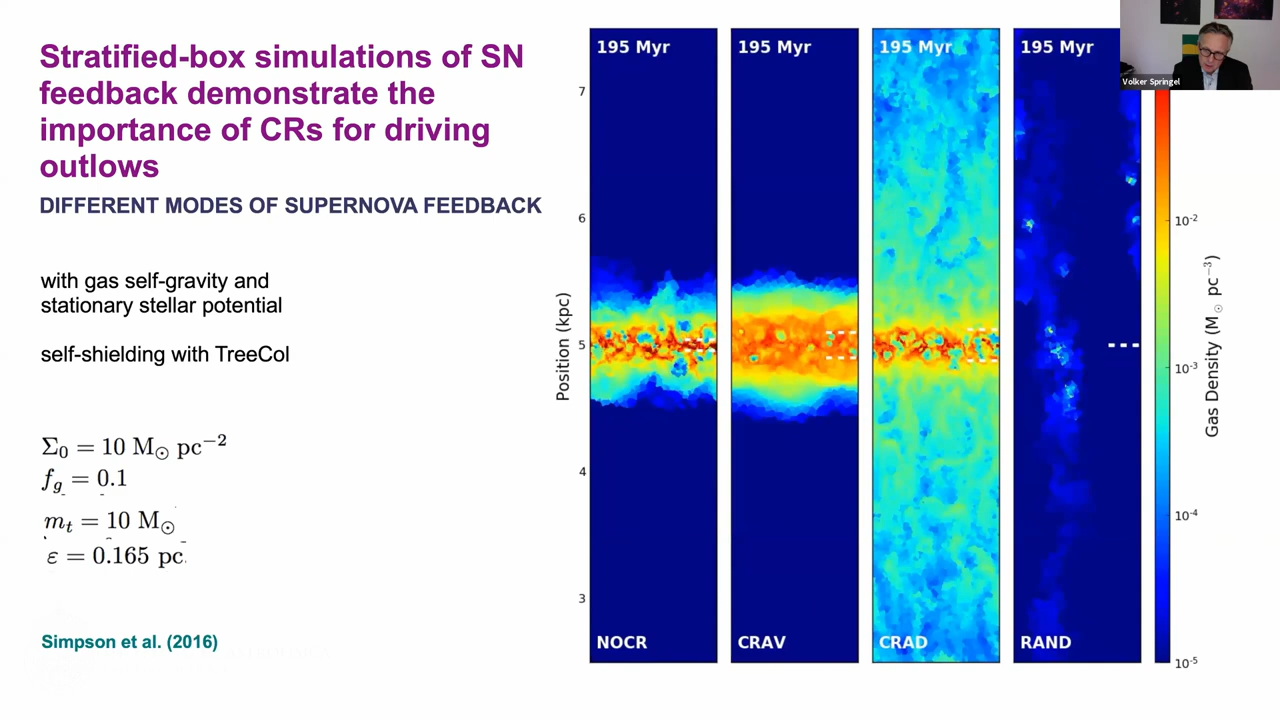 Stratified-box simulations of SN
feedback demonstrate the
importance of CRs for driving
outlows
DIFFERENT MODES OF SUPERNOVA FEEDBACK
with gas self-gravity and
stationary stellar potential
self-shielding with TreeCol
Σ₀ = 10 M⊙ pc⁻²
f_g = 0.1
m_t = 10 M⊙
ε = 0.165 pc
Simpson et al. (2016)
Position (kpc)
7
6
5
4
3
195 Myr
NOCR
195 Myr
CRAV
195 Myr
CRAD
195 Myr
RAND
10⁻²
10⁻³
10⁻⁴
10⁻⁵
Gas Density (M⊙ pc⁻³)
Volker Springel